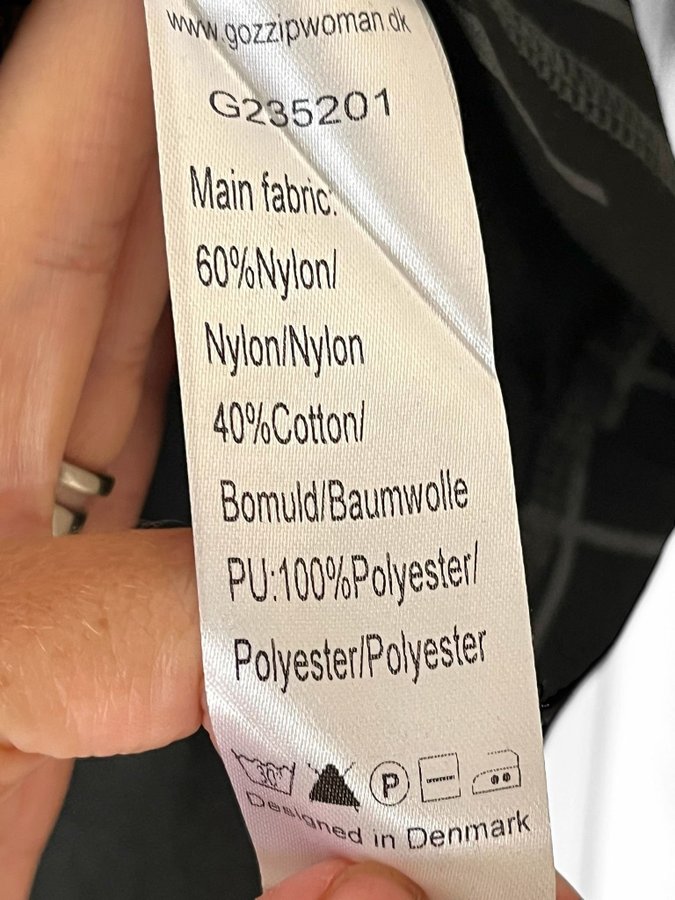 www.gozzipwoman.dk
G235201
Main fabric:
60%Nylon/
Nylon/Nylon
40%Cotton/
Bomuld/Baumwolle
PU:100%Polyester/
Polyester/Polyester
30° P
Designed in Denmark